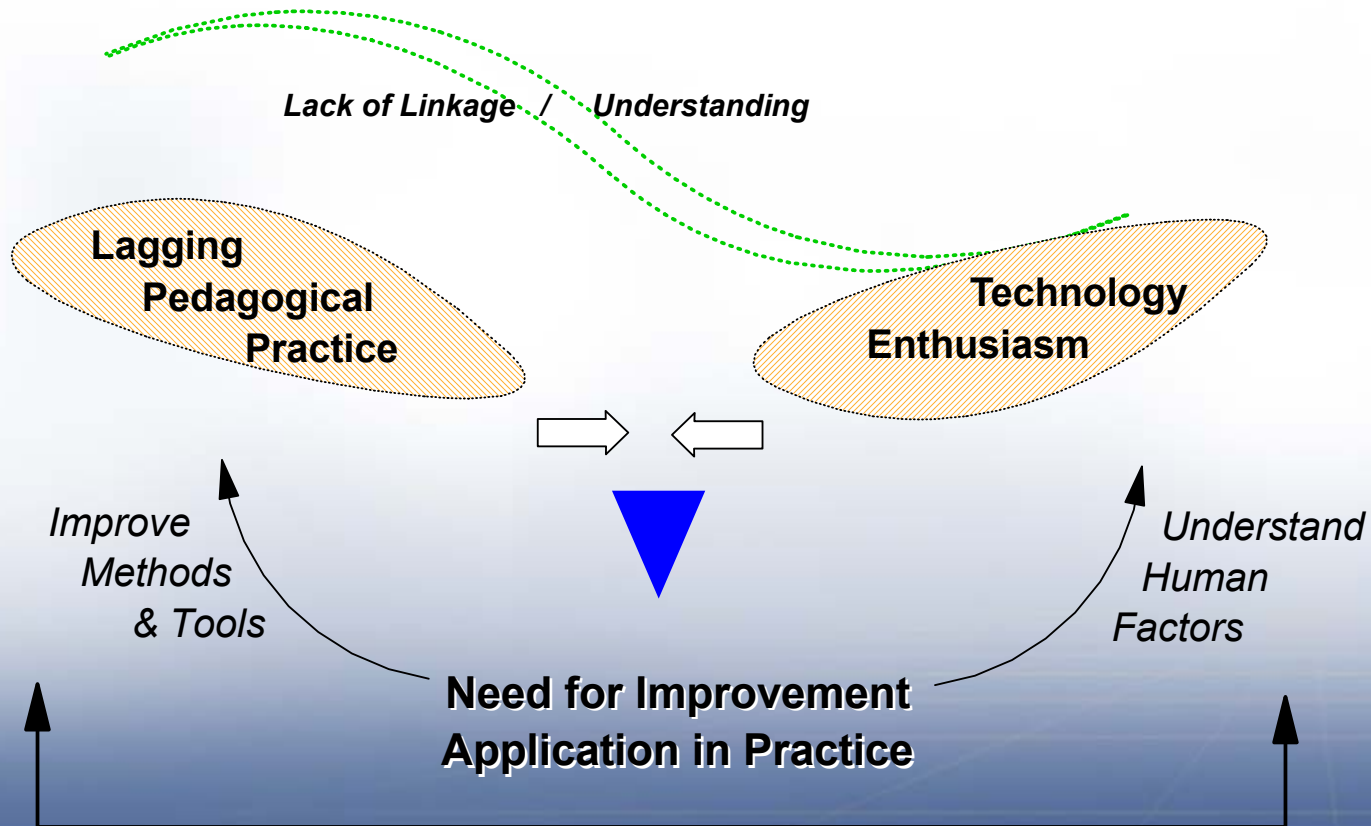 Lack of Linkage / Understanding
Lagging
Pedagogical
Practice
Technology
Enthusiasm
Improve
Methods
& Tools
Understand
Human
Factors
Need for Improvement
Application in Practice